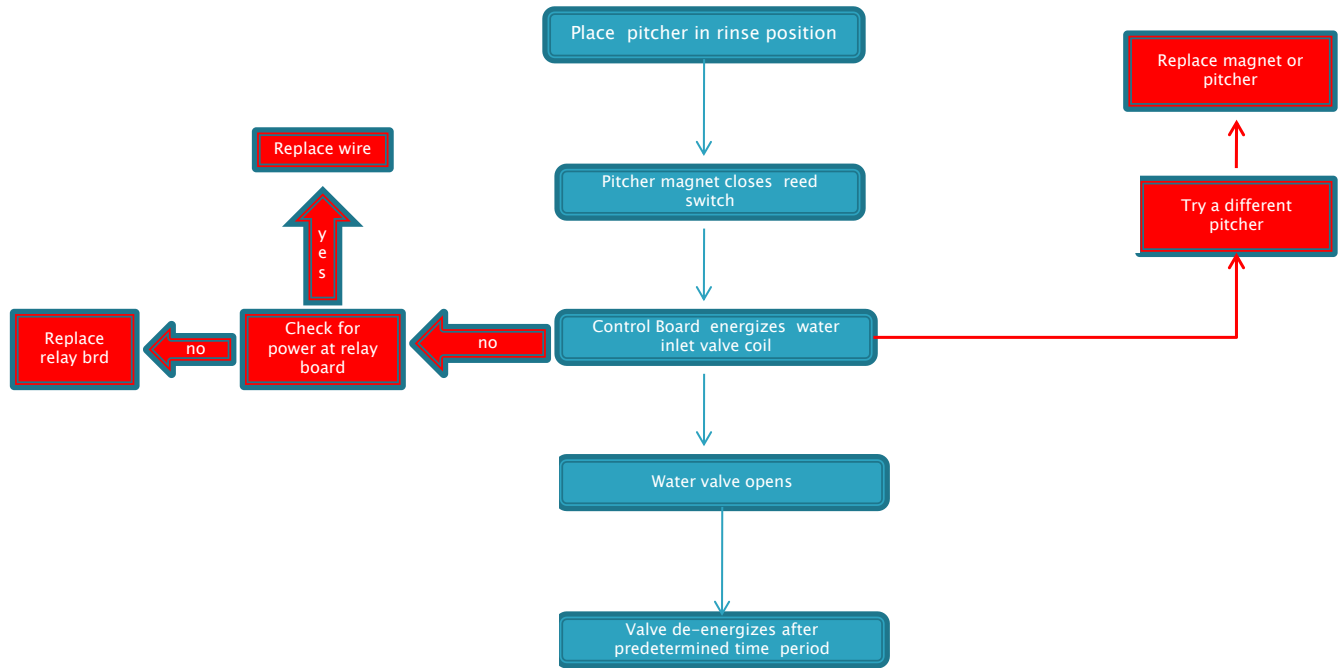 Place pitcher in rinse position
Replace magnet or
pitcher
Replace wire
Pitcher magnet closes reed
switch
Try a different
pitcher
y
e
s
Replace
relay brd
no
Check for
power at relay
board
no
Control Board energizes water
inlet valve coil
Water valve opens
Valve de-energizes after
predetermined time period